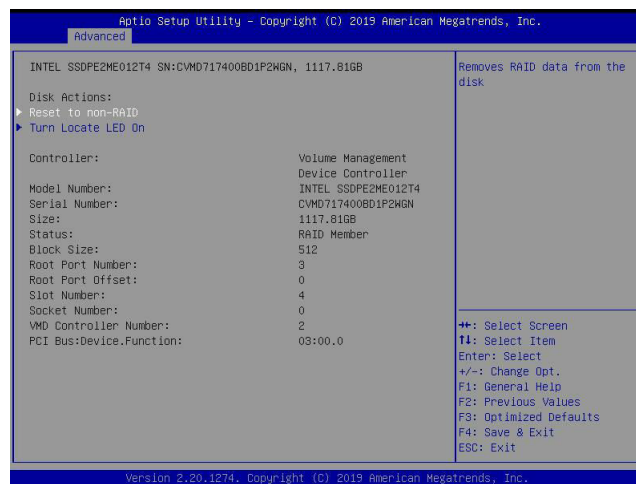 Aptio Setup Utility – Copyright (C) 2019 American Megatrends, Inc.
Advanced
INTEL SSDPE2ME012T4 SN:CVMD717400BD1P2WGN, 1117.81GB
Disk Actions:
Reset to non-RAID
Turn Locate LED On
Controller: Volume Management
Device Controller
Model Number: INTEL SSDPE2ME012T4
Serial Number: CVMD717400BD1P2WGN
Size: 1117.81GB
Status: RAID Member
Block Size: 512
Root Port Number: 3
Root Port Offset: 0
Slot Number: 4
Socket Number: 0
VMD Controller Number: 2
PCI Bus:Device.Function: 03:00.0
Removes RAID data from the
disk
→←: Select Screen
↑↓: Select Item
Enter: Select
+/-: Change Opt.
F1: General Help
F2: Previous Values
F3: Optimized Defaults
F4: Save & Exit
ESC: Exit
Version 2.20.1274. Copyright (C) 2019 American Megatrends, Inc.